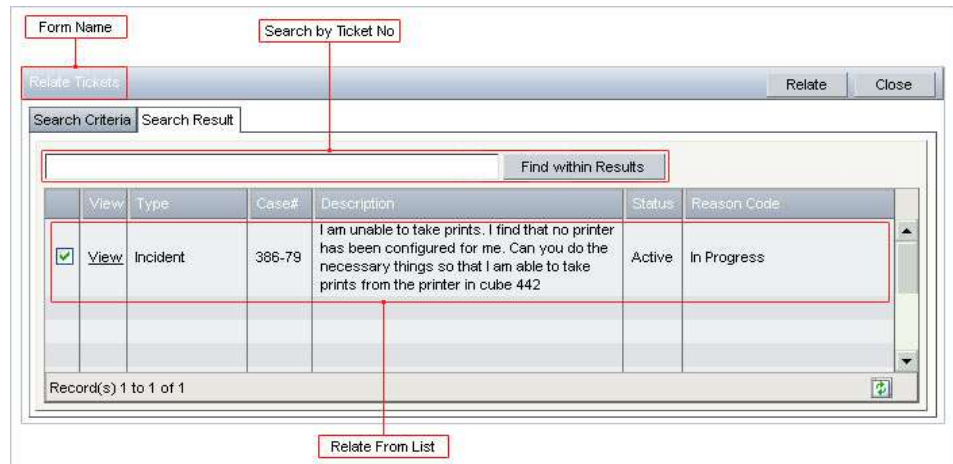 Form Name
Search by Ticket No
Relate Tickets
Relate
Close
Search Criteria
Search Result
Find within Results
View
Type
Case#
Description
Status
Reason Code
View
Incident
386-79
I am unable to take prints. I find that no printer
has been configured for me. Can you do the
necessary things so that I am able to take
prints from the printer in cube 442
Active
In Progress
Record(s) 1 to 1 of 1
Relate From List